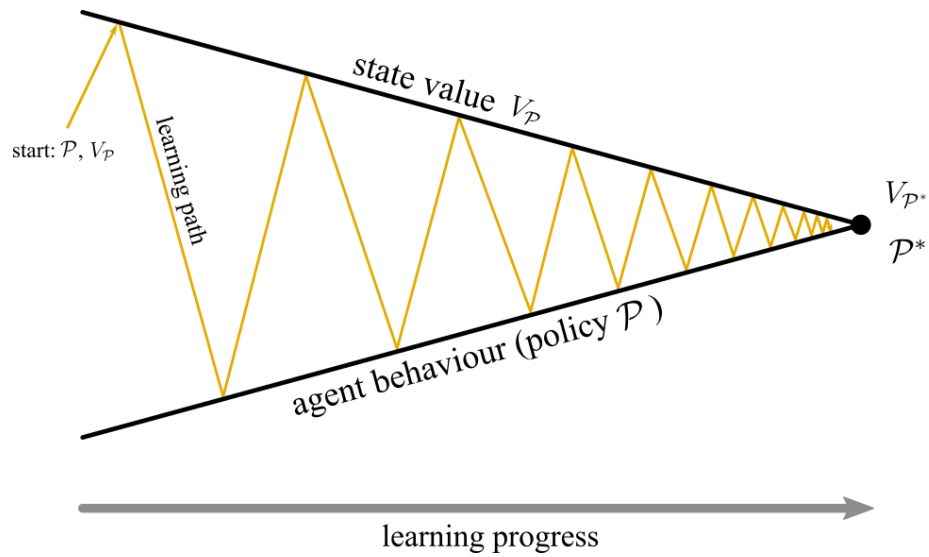 state value V_𝒫
learning path
start: 𝒫, V_𝒫
V_𝒫*
𝒫*
agent behaviour (policy 𝒫 )
learning progress